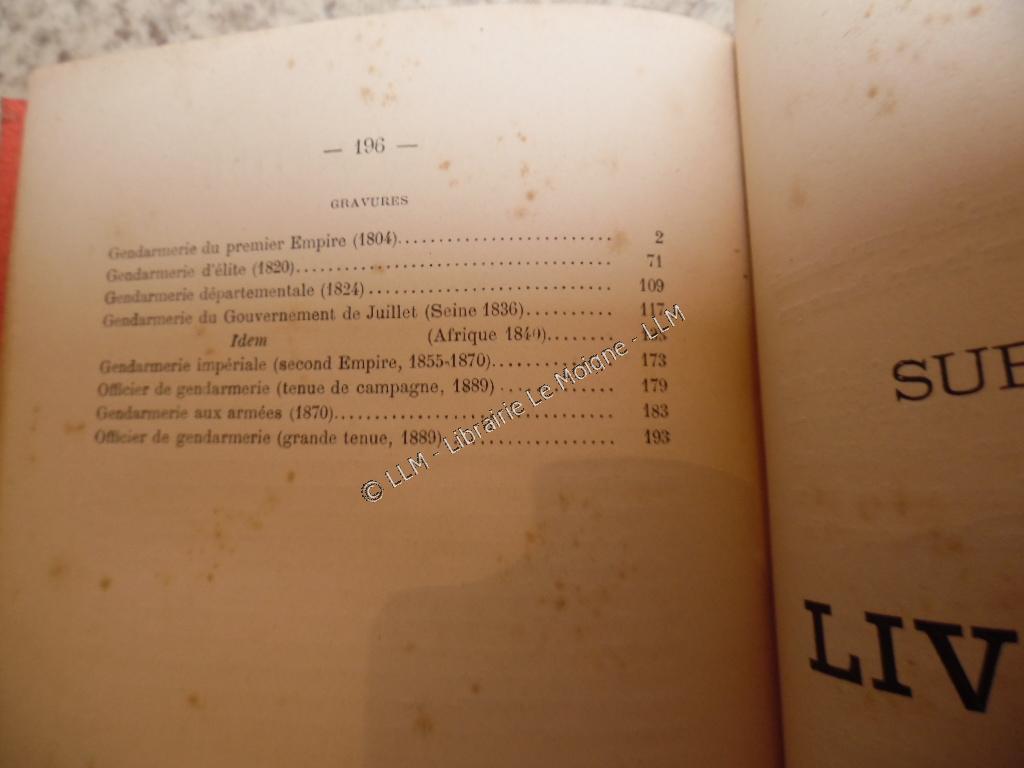 — 196 —
GRAVURES
Gendarmerie du premier Empire (1804).......................... 2
Gendarmerie d'élite (1820)....................................... 71
Gendarmerie départementale (1824).............................. 109
Gendarmerie du Gouvernement de Juillet (Seine 1836)........... 117
Idem (Afrique 1840)........
Gendarmerie impériale (second Empire, 1855-1870)............... 173
Officier de gendarmerie (tenue de campagne, 1889).............. 179
Gendarmerie aux armées (1870)................................... 183
Officier de gendarmerie (grande tenue, 1889).................... 193
© LLM - Librairie Le Moigne - LLM
SUB
LIV